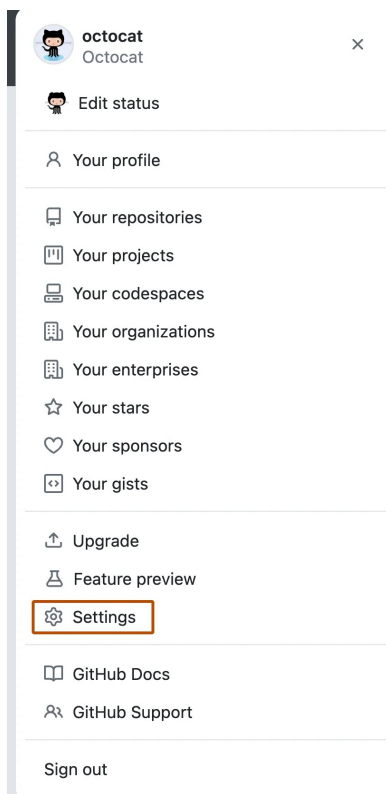 octocat
Octocat
Edit status
Your profile
Your repositories
Your projects
Your codespaces
Your organizations
Your enterprises
Your stars
Your sponsors
Your gists
Upgrade
Feature preview
Settings
GitHub Docs
GitHub Support
Sign out